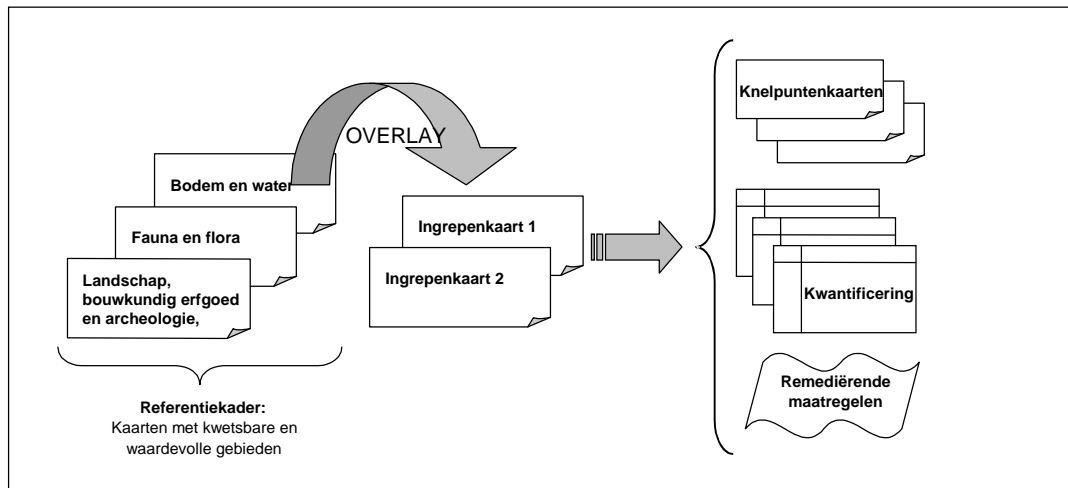 OVERLAY
Bodem en water
Fauna en flora
Landschap,
bouwkundig erfgoed
en archeologie,
Referentiekader:
Kaarten met kwetsbare en
waardevolle gebieden
Ingrepenkaart 1
Ingrepenkaart 2
Knelpuntenkaarten
Kwantificering
Remediërende
maatregelen